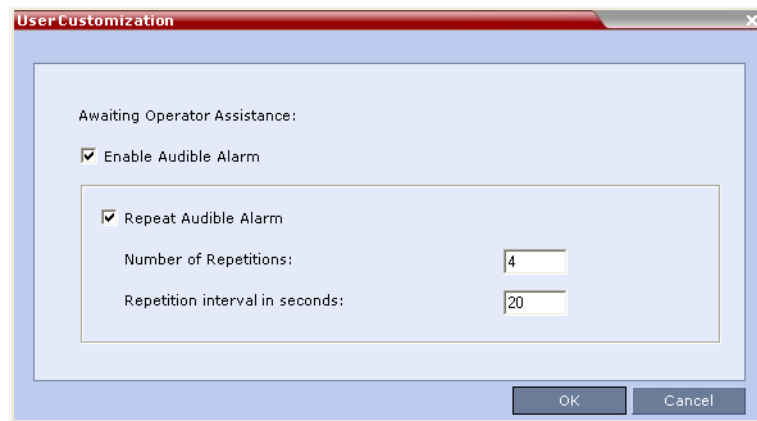 User Customization
Awaiting Operator Assistance:
Enable Audible Alarm
Repeat Audible Alarm
Number of Repetitions: 4
Repetition interval in seconds: 20
OK Cancel